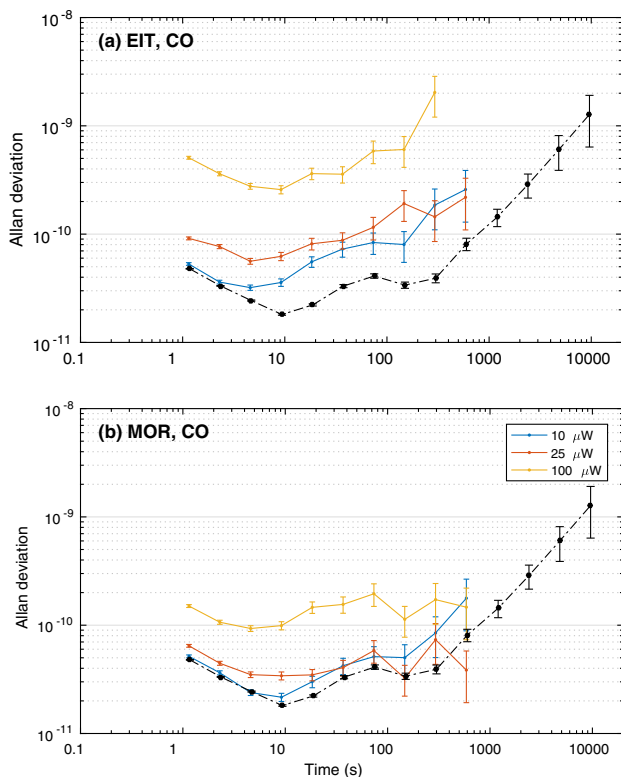 10⁻⁸
(a) EIT, CO
10⁻⁹
Allan deviation
10⁻¹⁰
10⁻¹¹
0.1 1 10 100 1000 10000
10⁻⁸
(b) MOR, CO
10 μW
25 μW
100 μW
10⁻⁹
Allan deviation
10⁻¹⁰
10⁻¹¹
0.1 1 10 100 1000 10000
Time (s)